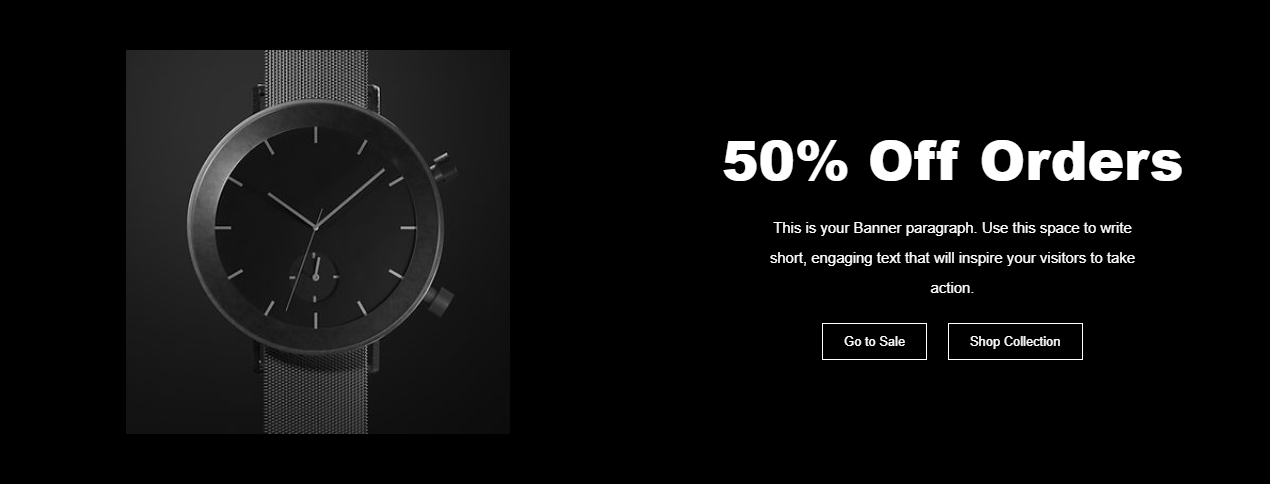 50% Off Orders
This is your Banner paragraph. Use this space to write
short, engaging text that will inspire your visitors to take
action.
Go to Sale
Shop Collection